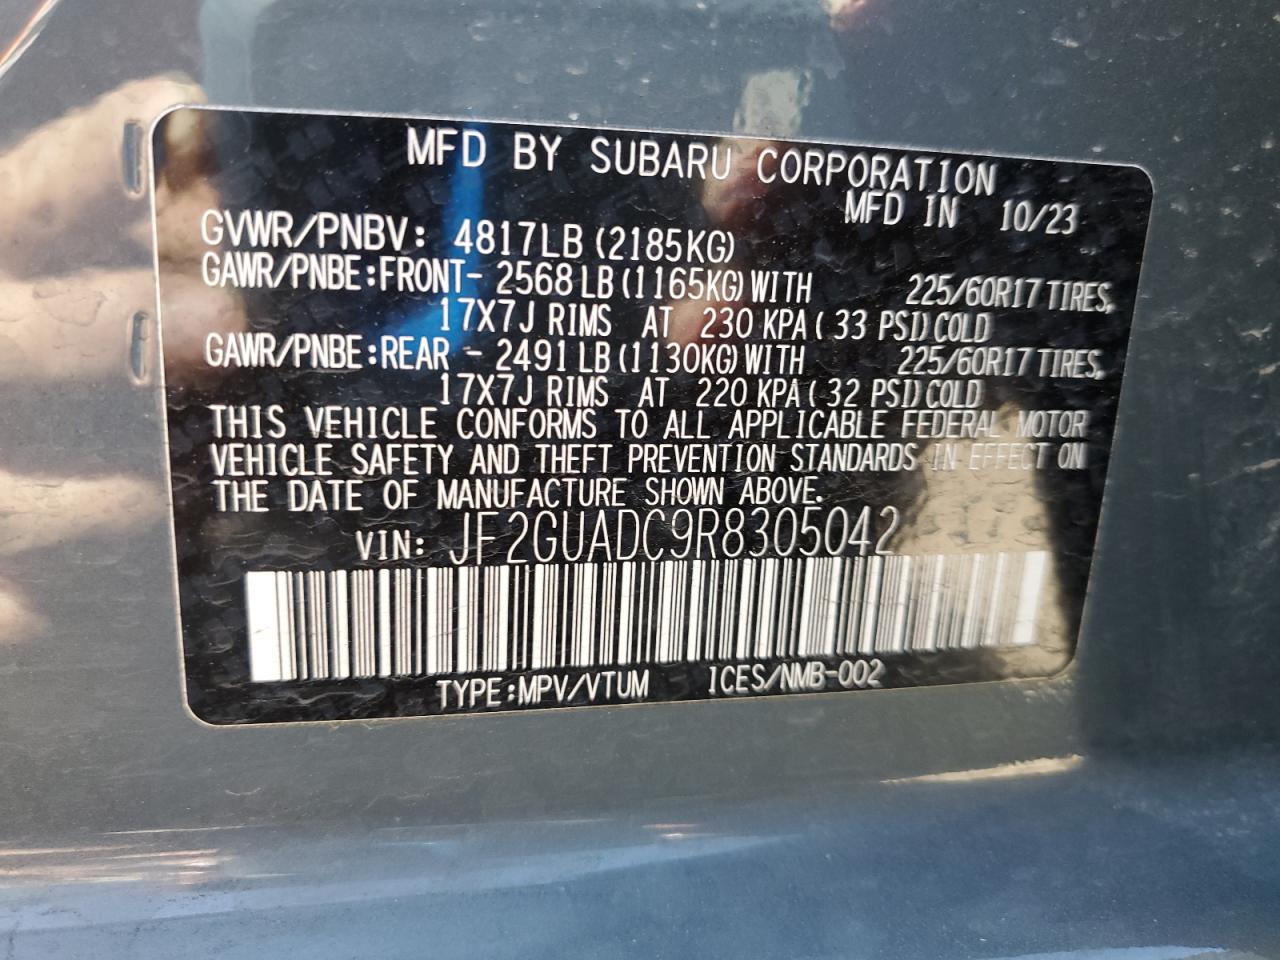 MFD BY SUBARU CORPORATION
MFD IN 10/23
GVWR/PNBV: 4817LB (2185KG)
GAWR/PNBE:FRONT- 2568LB (1165KG) WITH 225/60R17 TIRES,
17X7J RIMS AT 230 KPA ( 33 PSI) COLD
GAWR/PNBE:REAR - 2491LB (1130KG) WITH 225/60R17 TIRES,
17X7J RIMS AT 220 KPA ( 32 PSI) COLD
THIS VEHICLE CONFORMS TO ALL APPLICABLE FEDERAL MOTOR
VEHICLE SAFETY AND THEFT PREVENTION STANDARDS IN EFFECT ON
THE DATE OF MANUFACTURE SHOWN ABOVE.
VIN: JF2GUADC9R8305042
TYPE:MPV/VTUM ICES/NMB-002